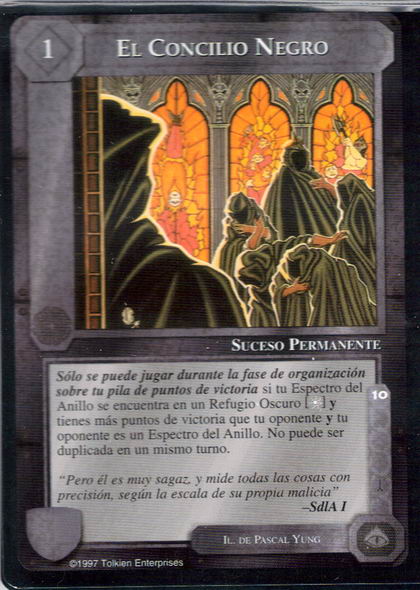 1
El Concilio Negro
Suceso Permanente
Sólo se puede jugar durante la fase de organización
sobre tu pila de puntos de victoria si tu Espectro del
Anillo se encuentra en un Refugio Oscuro [ ] y
tienes más puntos de victoria que tu oponente y tu
oponente es un Espectro del Anillo. No puede ser
duplicada en un mismo turno.
10
“Pero él es muy sagaz, y mide todas las cosas con
precisión, según la escala de su propia malicia”
–SdlA I
Il. de Pascal Yung
©1997 Tolkien Enterprises